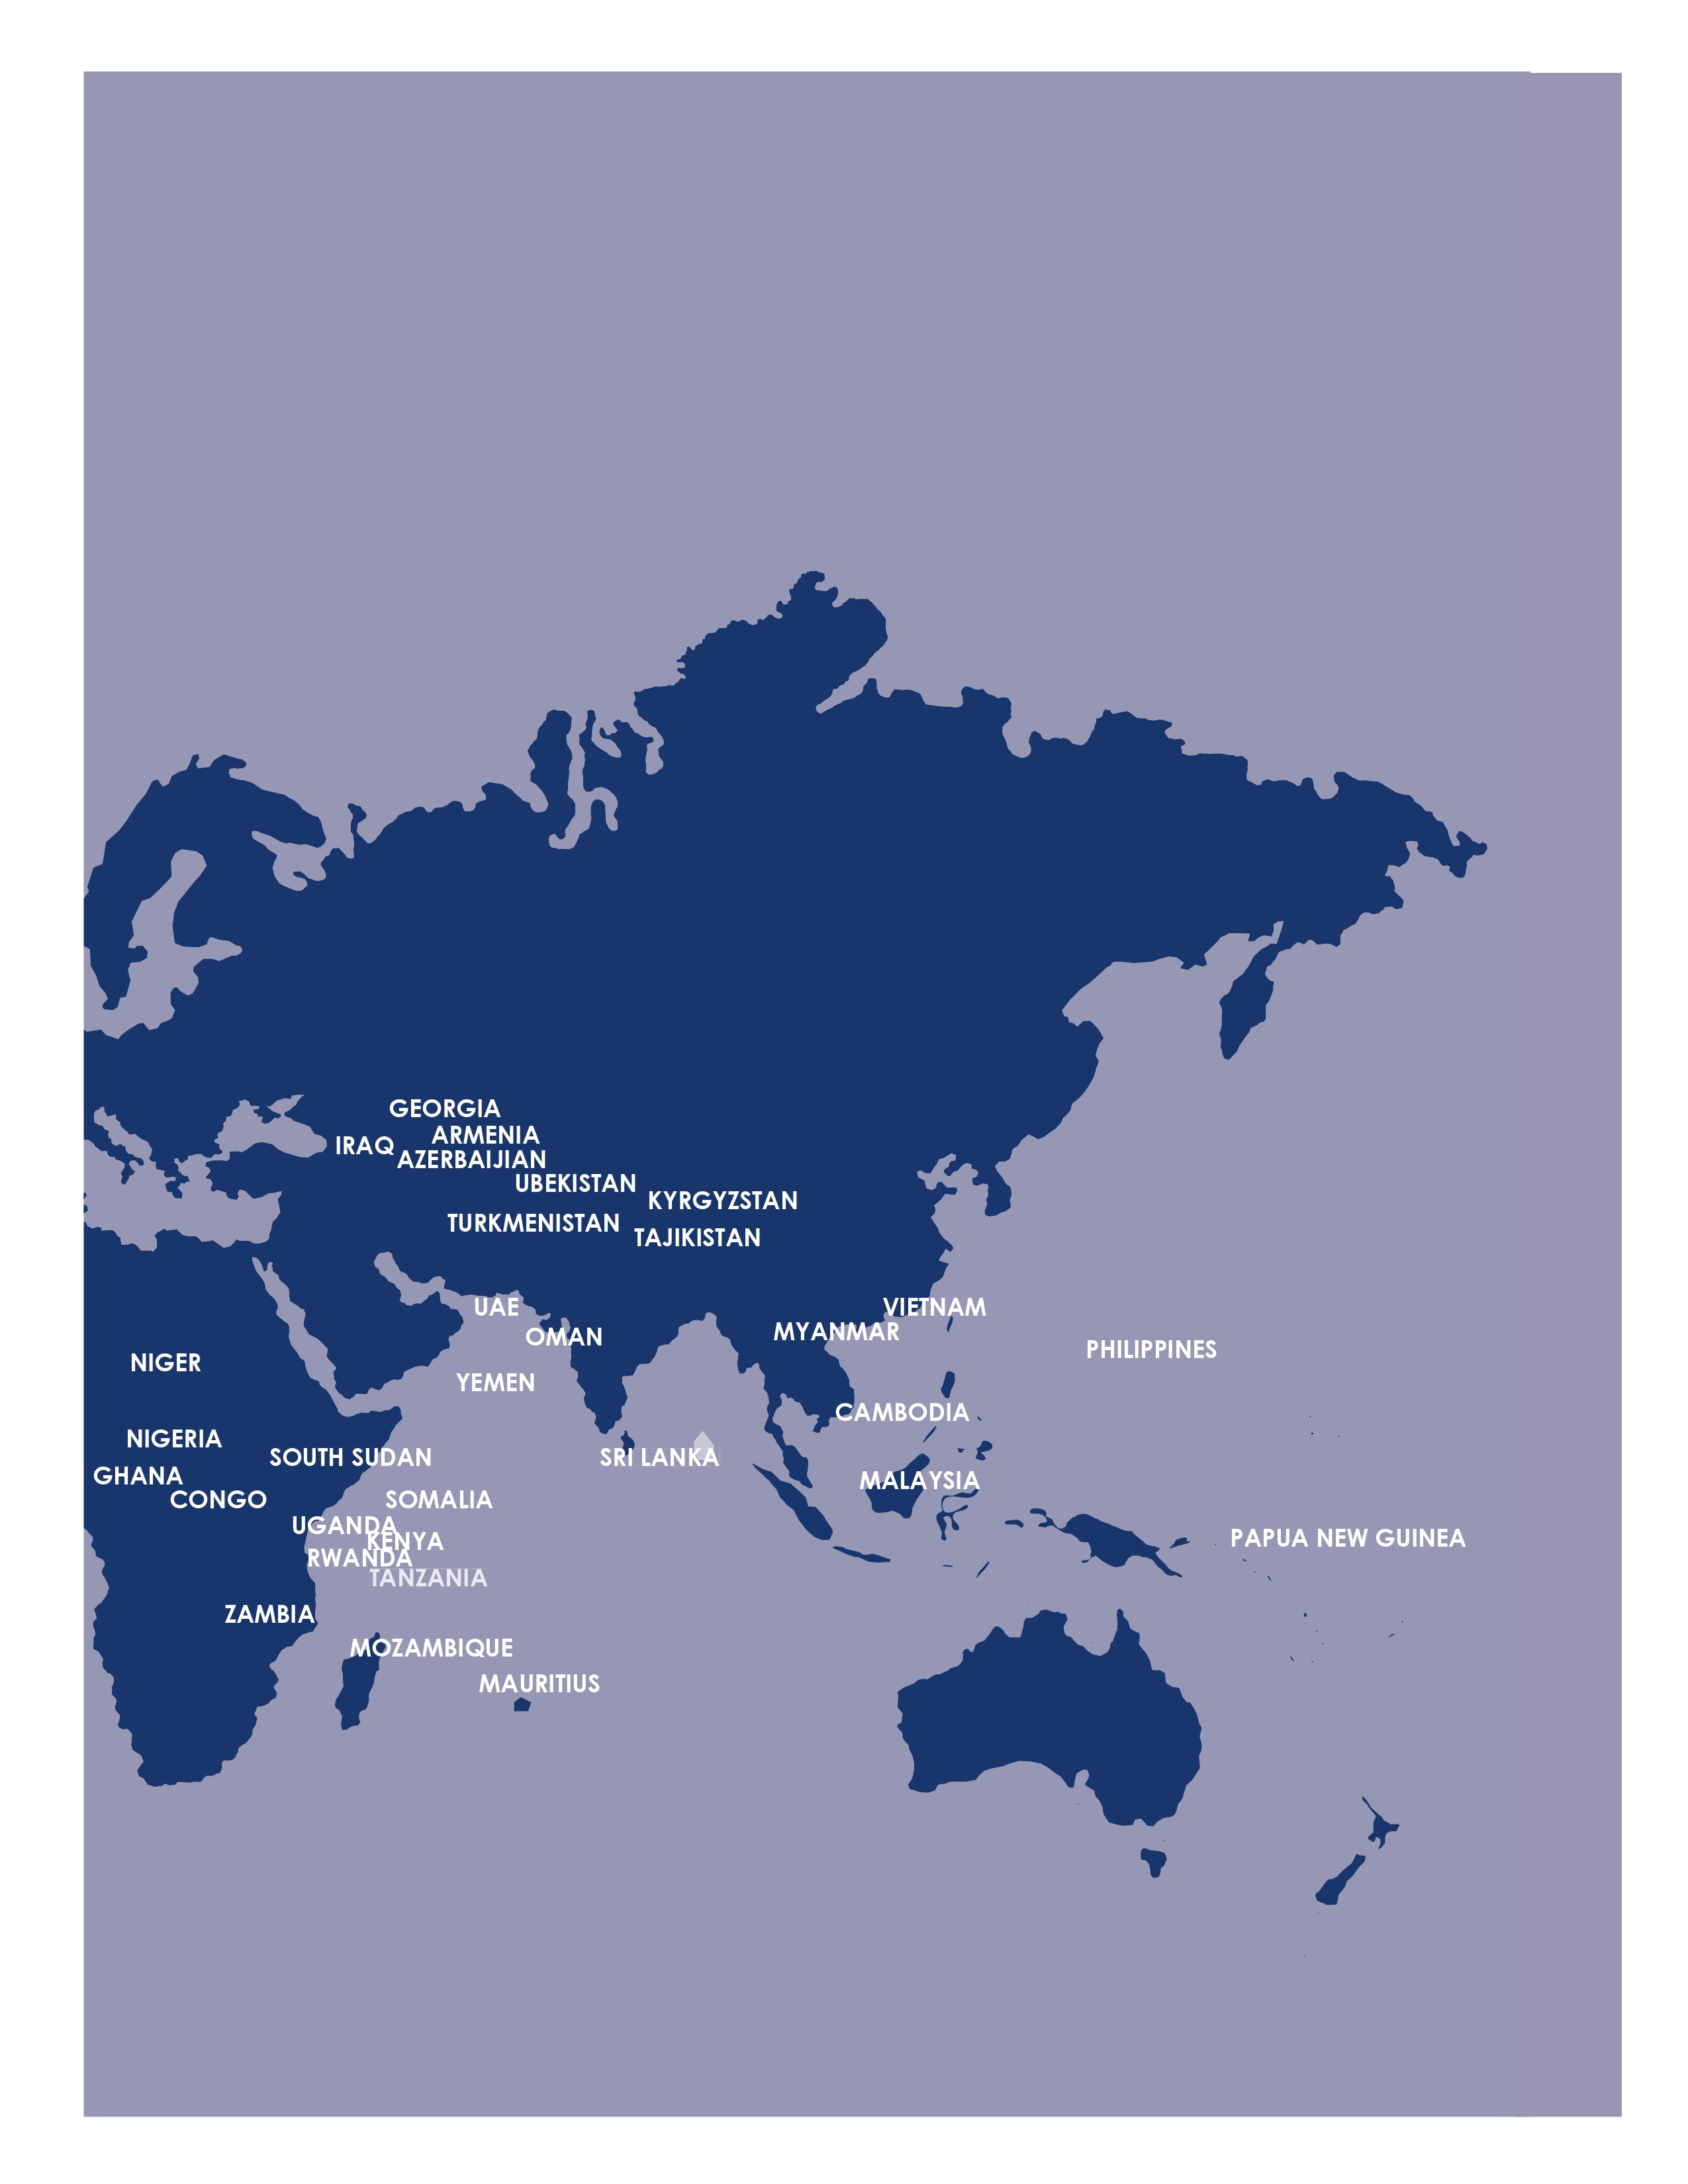 GEORGIA
ARMENIA
IRAQ
AZERBAIJIAN
UBEKISTAN
KYRGYZSTAN
TURKMENISTAN
TAJIKISTAN
UAE
VIETNAM
OMAN
MYANMAR
PHILIPPINES
NIGER
YEMEN
CAMBODIA
NIGERIA
SOUTH SUDAN
SRI LANKA
GHANA
MALAYSIA
CONGO
SOMALIA
UGANDA
KENYA
PAPUA NEW GUINEA
RWANDA
TANZANIA
ZAMBIA
MOZAMBIQUE
MAURITIUS